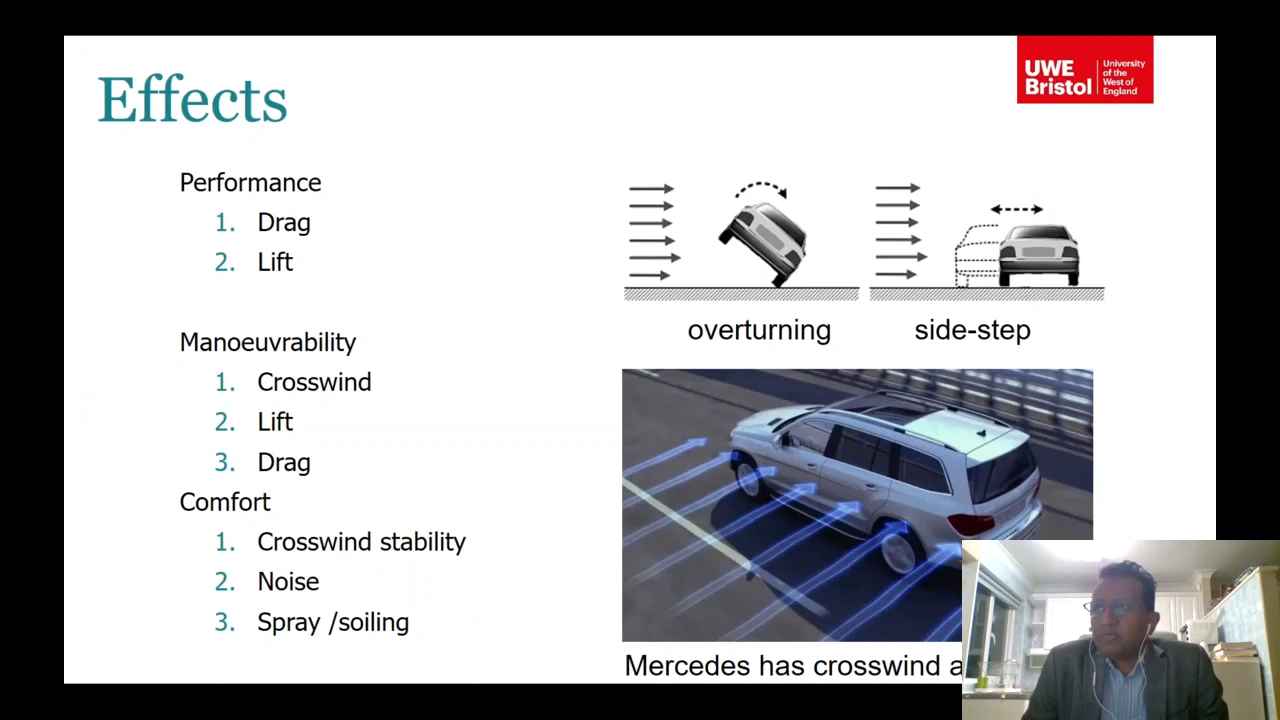 Effects
UWE
Bristol
University
of the
West of
England
Performance
1. Drag
2. Lift
Manoeuvrability
1. Crosswind
2. Lift
3. Drag
Comfort
1. Crosswind stability
2. Noise
3. Spray /soiling
overturning
side-step
Mercedes has crosswind a